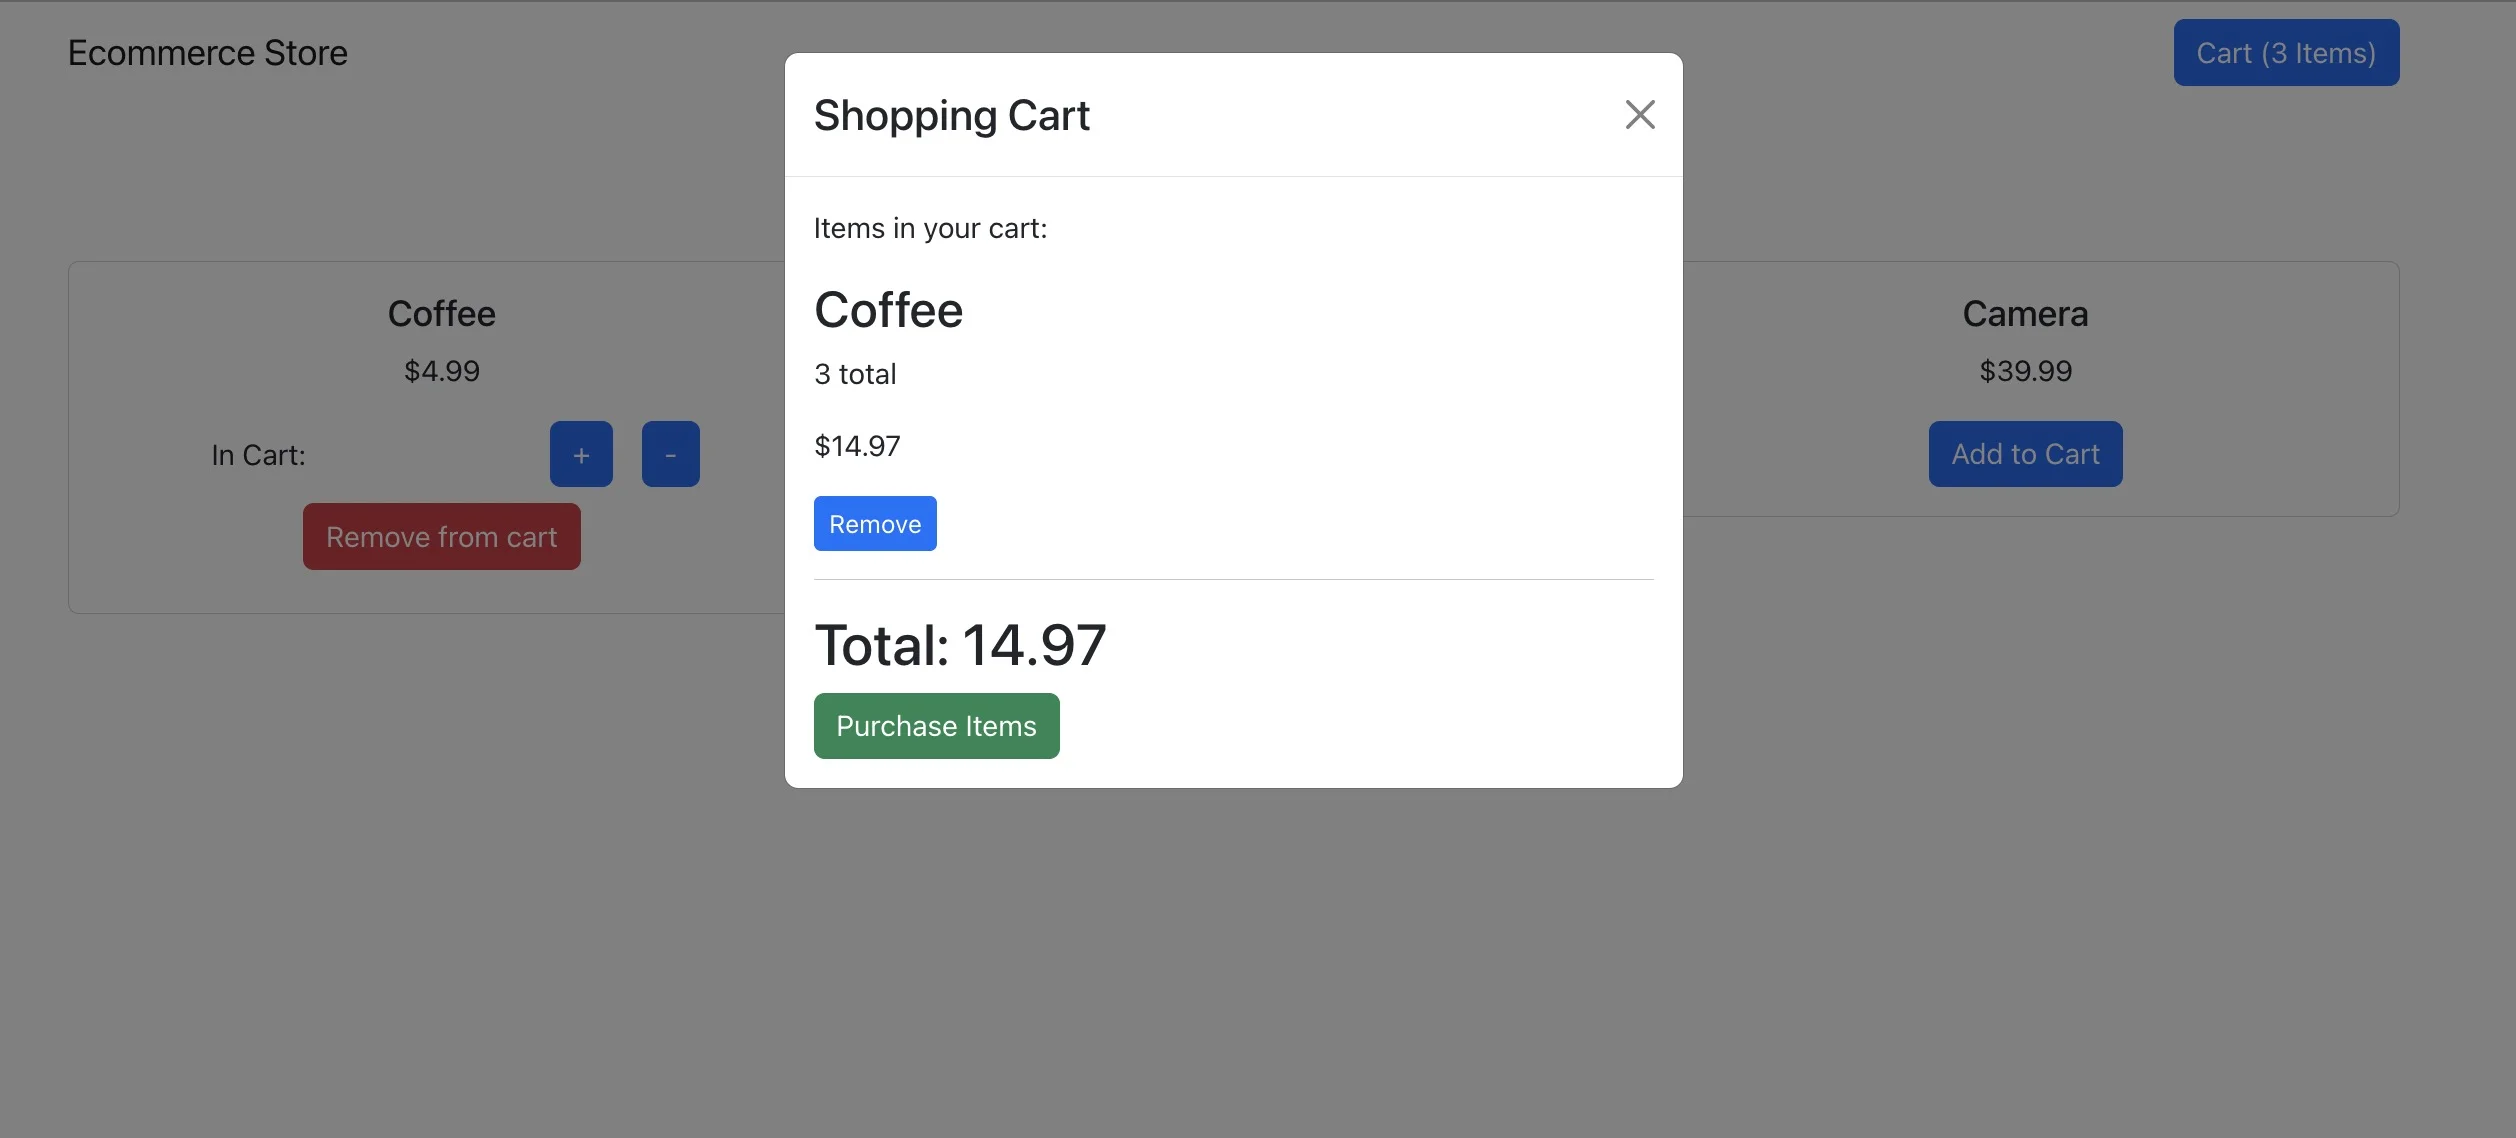 Ecommerce Store
Cart (3 Items)
Shopping Cart
Items in your cart:
Coffee
3 total
$14.97
Remove
Total: 14.97
Purchase Items
Coffee
$4.99
In Cart:
+ -
Remove from cart
Camera
$39.99
Add to Cart